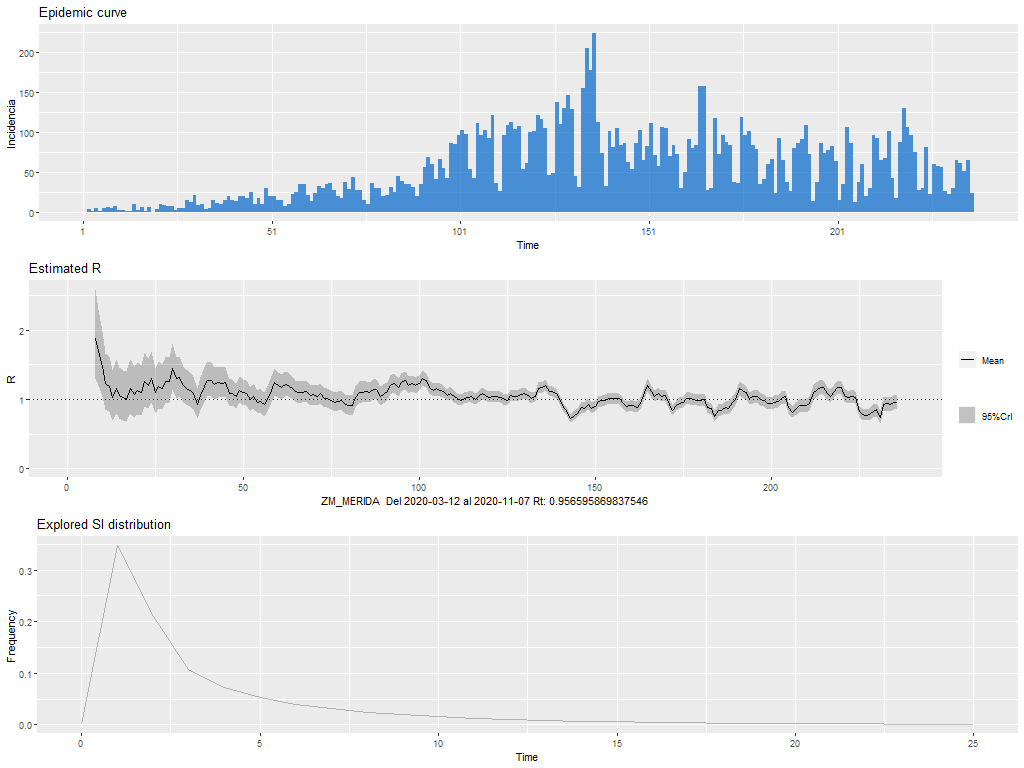 Epidemic curve
200
150
100
50
0
Incidencia
1
51
101
151
201
Time
Estimated R
2
1
0
R
0
50
100
150
200
Mean
95%CrI
ZM_MERIDA Del 2020-03-12 al 2020-11-07 Rt: 0.956595869837546
Explored SI distribution
0.3
0.2
0.1
0.0
Frequency
0
5
10
15
20
25
Time